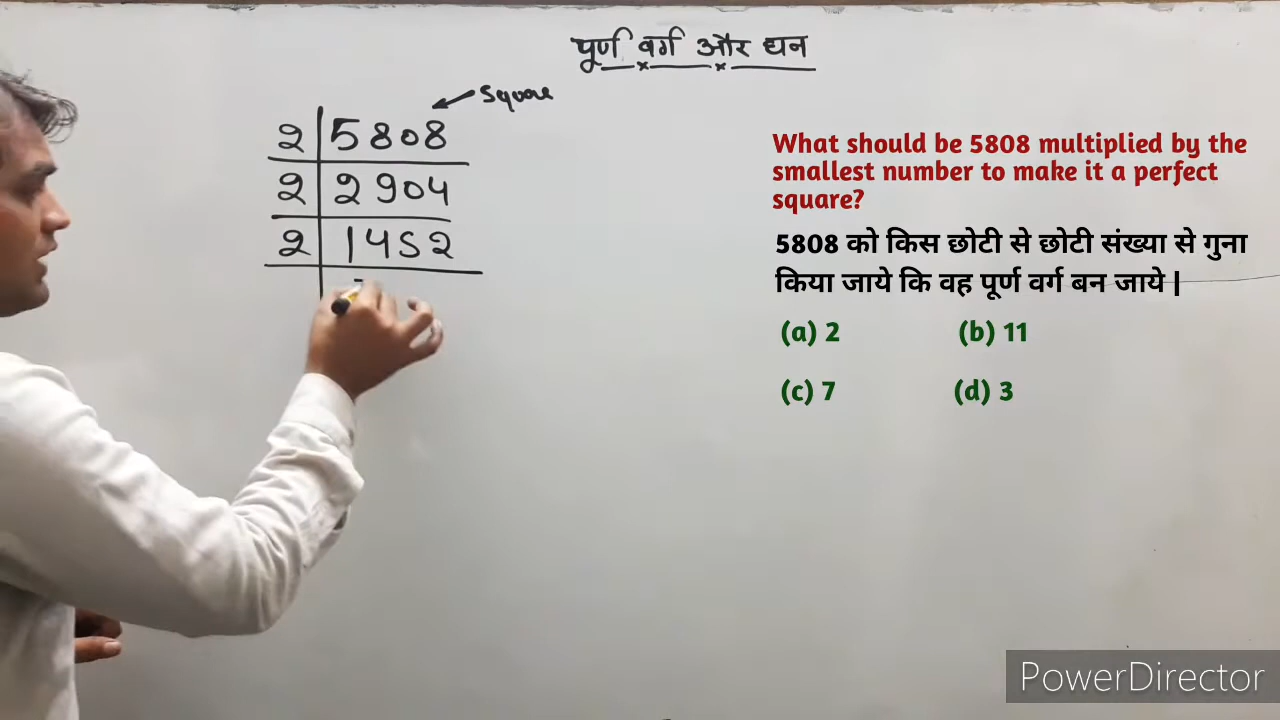 पूर्ण वर्ग और घन
Square
2 | 5808
2 | 2904
2 | 1452
What should be 5808 multiplied by the
smallest number to make it a perfect
square?
5808 को किस छोटी से छोटी संख्या से गुना
किया जाये कि वह पूर्ण वर्ग बन जाये |
(a) 2 (b) 11
(c) 7 (d) 3
PowerDirector